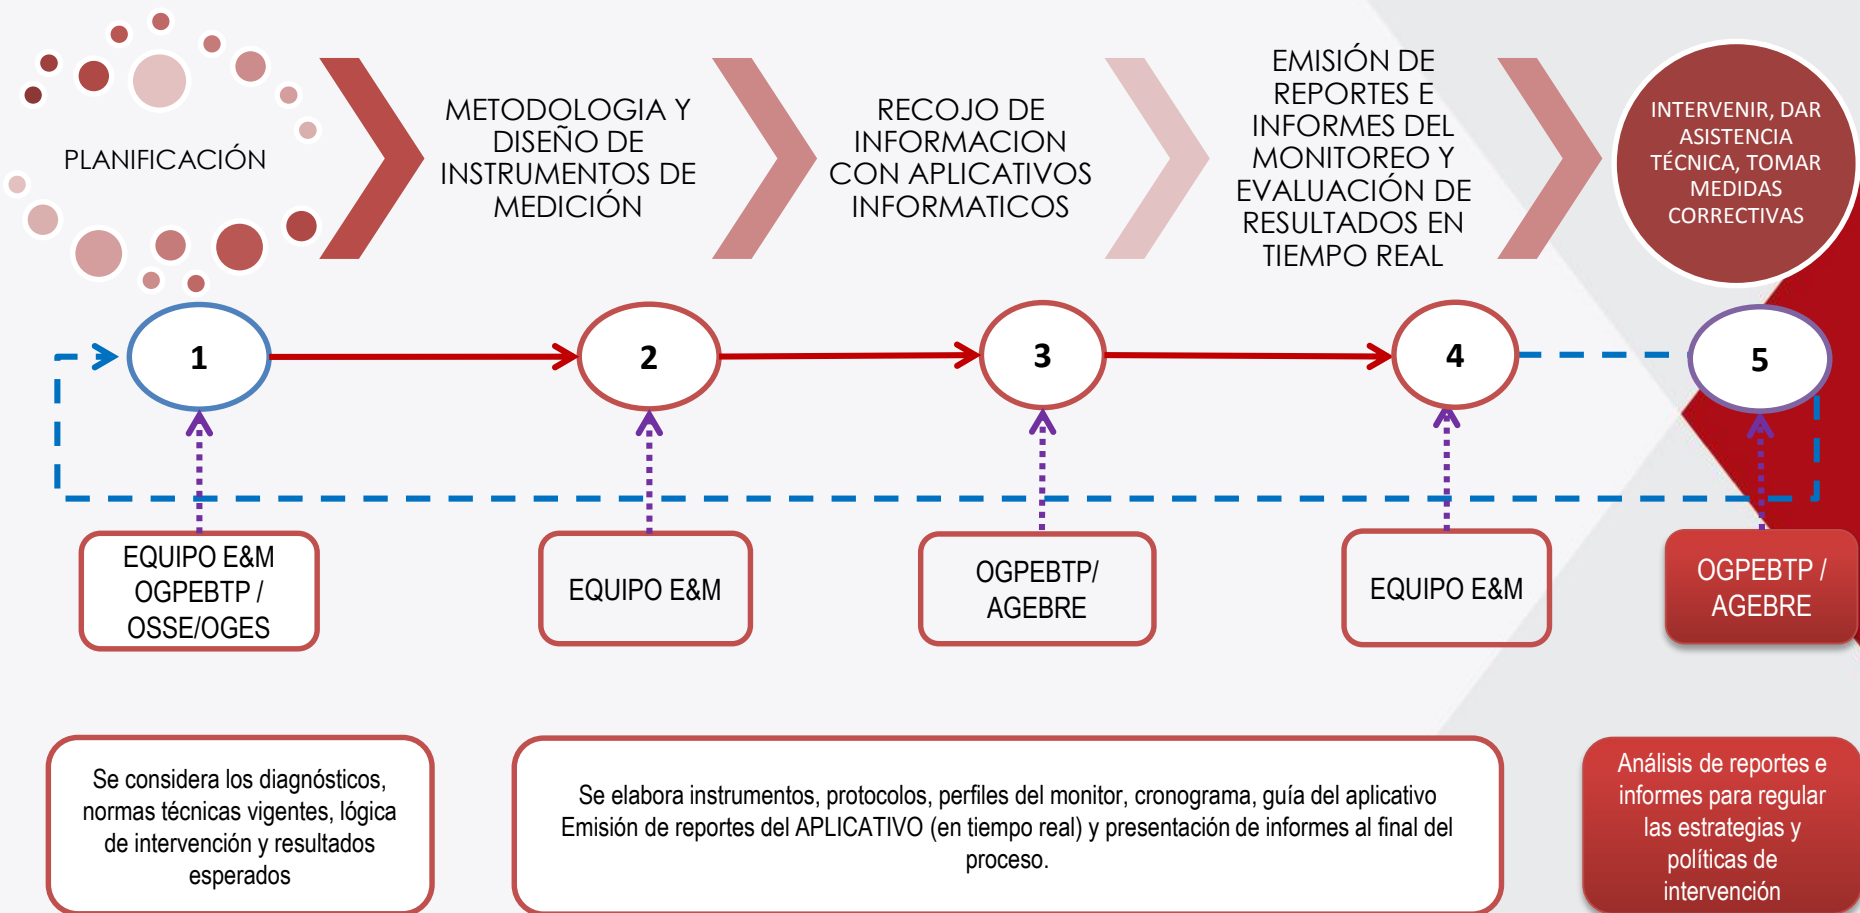 PLANIFICACIÓN
METODOLOGIA Y
DISEÑO DE
INSTRUMENTOS DE
MEDICIÓN
RECOJO DE
INFORMACION
CON APLICATIVOS
INFORMATICOS
EMISIÓN DE
REPORTES E
INFORMES DEL
MONITOREO Y
EVALUACIÓN DE
RESULTADOS EN
TIEMPO REAL
INTERVENIR, DAR
ASISTENCIA
TÉCNICA, TOMAR
MEDIDAS
CORRECTIVAS
1
2
3
4
5
EQUIPO E&M
OGPEBTP /
OSSE/OGES
EQUIPO E&M
OGPEBTP/
AGEBRE
EQUIPO E&M
OGPEBTP /
AGEBRE
Se considera los diagnósticos,
normas técnicas vigentes, lógica
de intervención y resultados
esperados
Se elabora instrumentos, protocolos, perfiles del monitor, cronograma, guía del aplicativo
Emisión de reportes del APLICATIVO (en tiempo real) y presentación de informes al final del
proceso.
Análisis de reportes e
informes para regular
las estrategias y
políticas de
intervención